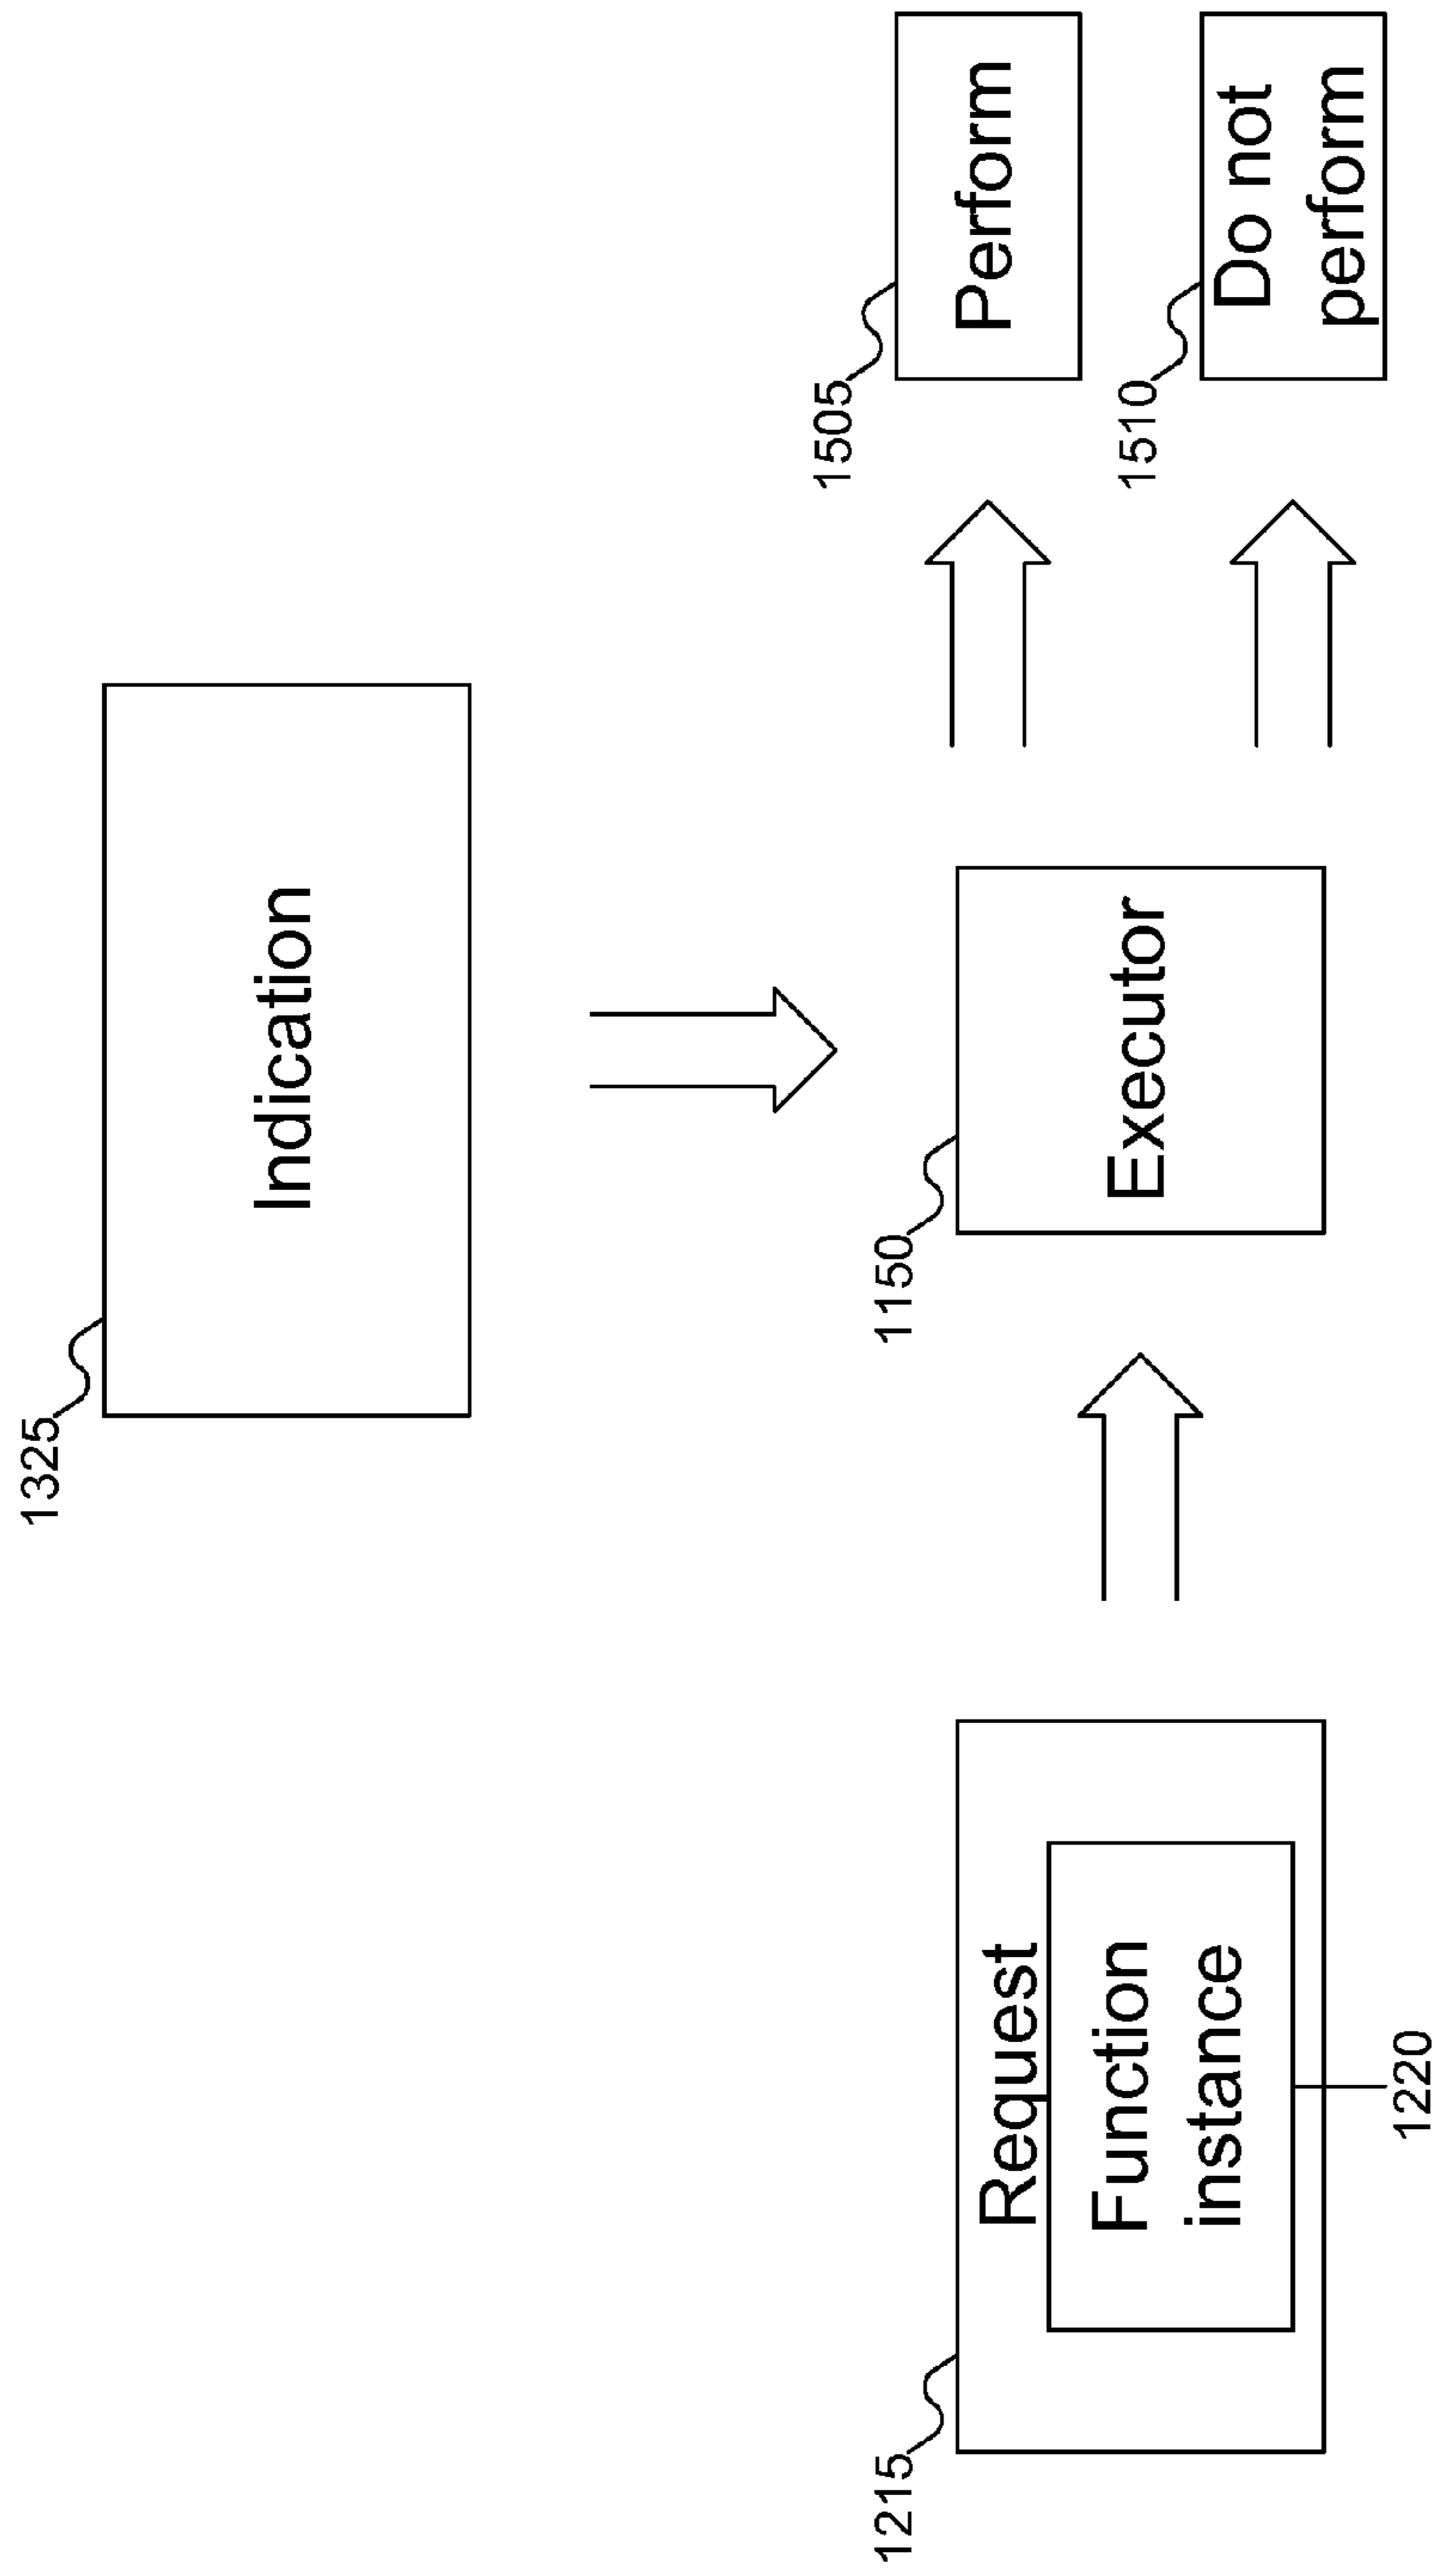 1325
Indication
1215
Request
Function
instance
1220
1150
Executor
1505
Perform
1510
Do not
perform